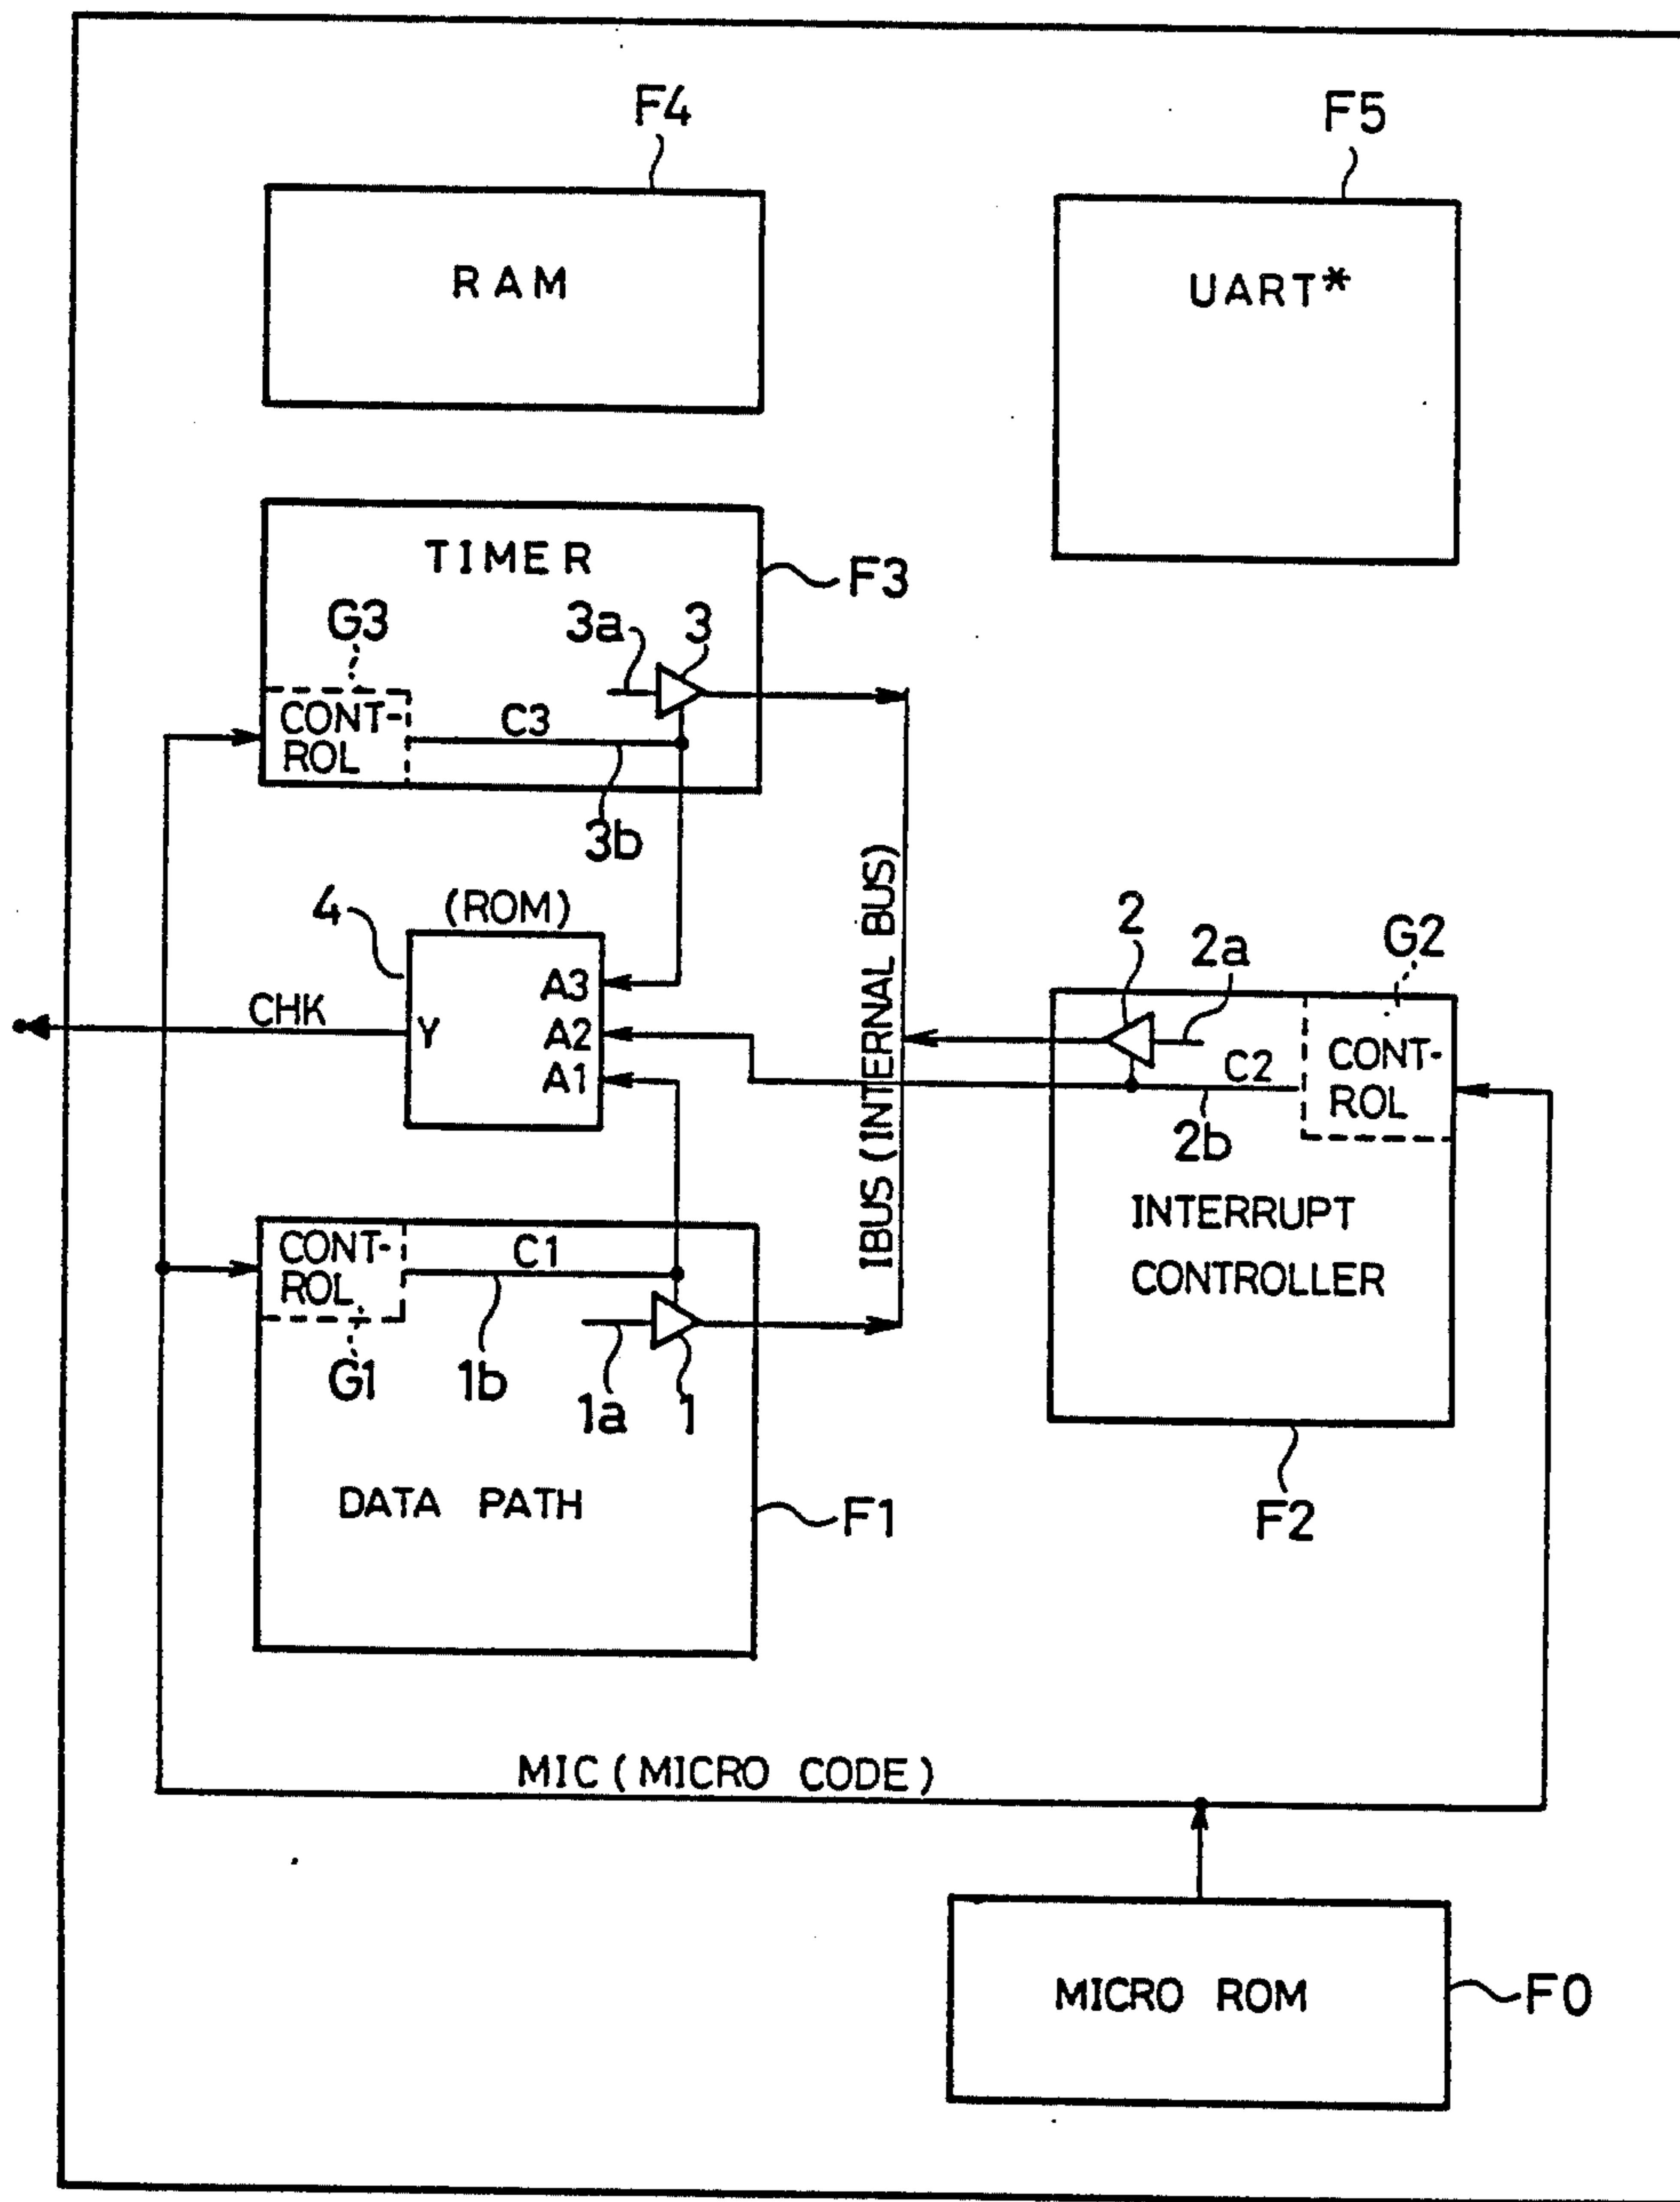 F4
F5
RAM
UART*
TIMER
F3
G3
3a
3
CONT-
ROL
C3
3b
(ROM)
4
A3
A2
A1
Y
CHK
IBUS (INTERNAL BUS)
2
2a
G2
CONT-
ROL
C2
2b
INTERRUPT
CONTROLLER
F2
CONT-
ROL
C1
G1
1b
1a
1
DATA PATH
F1
MIC (MICRO CODE)
MICRO ROM
F0